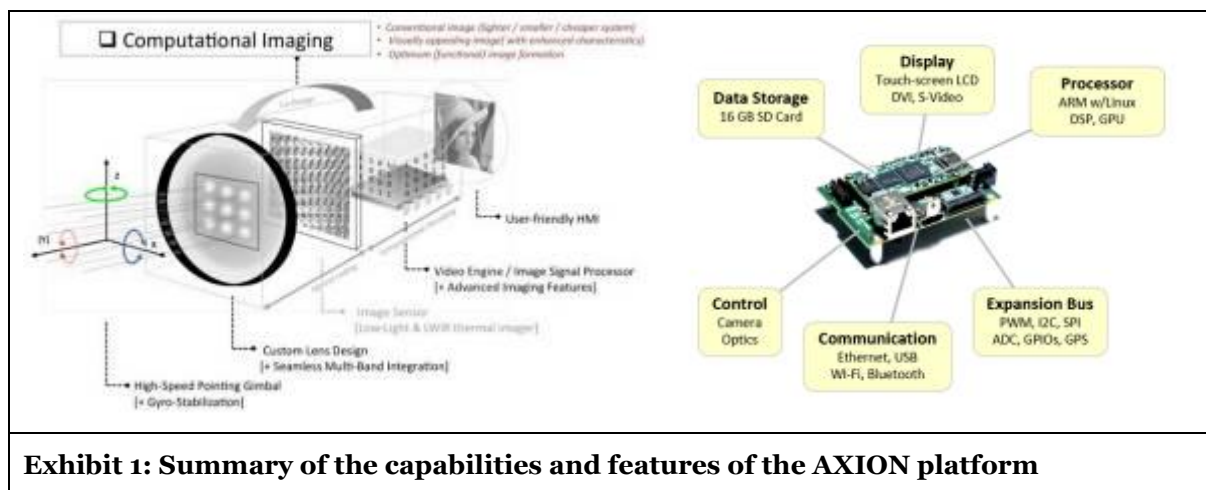 ❑ Computational Imaging
• Conventional image (lighter / smaller / cheaper system)
• Visually appealing image( with enhanced characteristics)
• Optimum (functional) image formation
z
x
User-friendly HMI
Video Engine / Image Signal Processor
[+ Advanced Imaging Features]
Image Sensor
[Low-Light & LWIR thermal imager]
Custom Lens Design
[+ Seamless Multi-Band Integration]
High-Speed Pointing Gimbal
[+ Gyro-Stabilization]
Display
Touch-screen LCD
DVI, S-Video
Data Storage
16 GB SD Card
Processor
ARM w/Linux
DSP, GPU
Control
Camera
Optics
Communication
Ethernet, USB
Wi-Fi, Bluetooth
Expansion Bus
PWM, I2C, SPI
ADC, GPIOs, GPS
Exhibit 1: Summary of the capabilities and features of the AXION platform